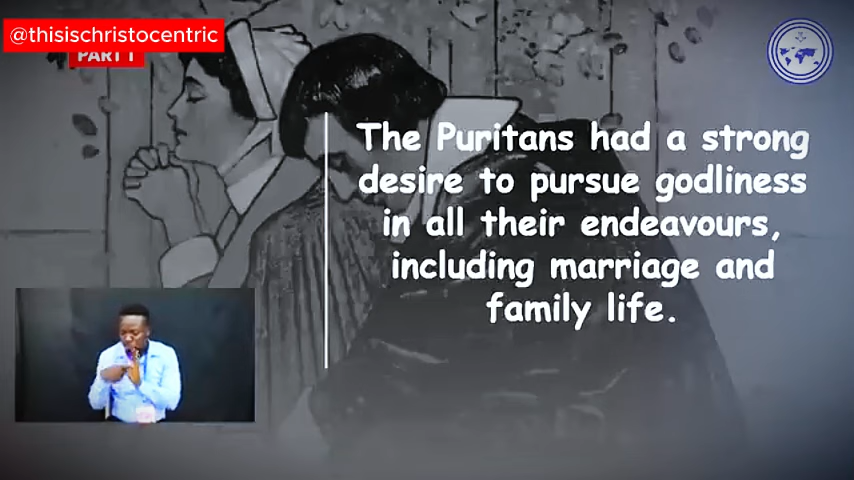 @thisischristocentric
PART 1
The Puritans had a strong
desire to pursue godliness
in all their endeavours,
including marriage and
family life.